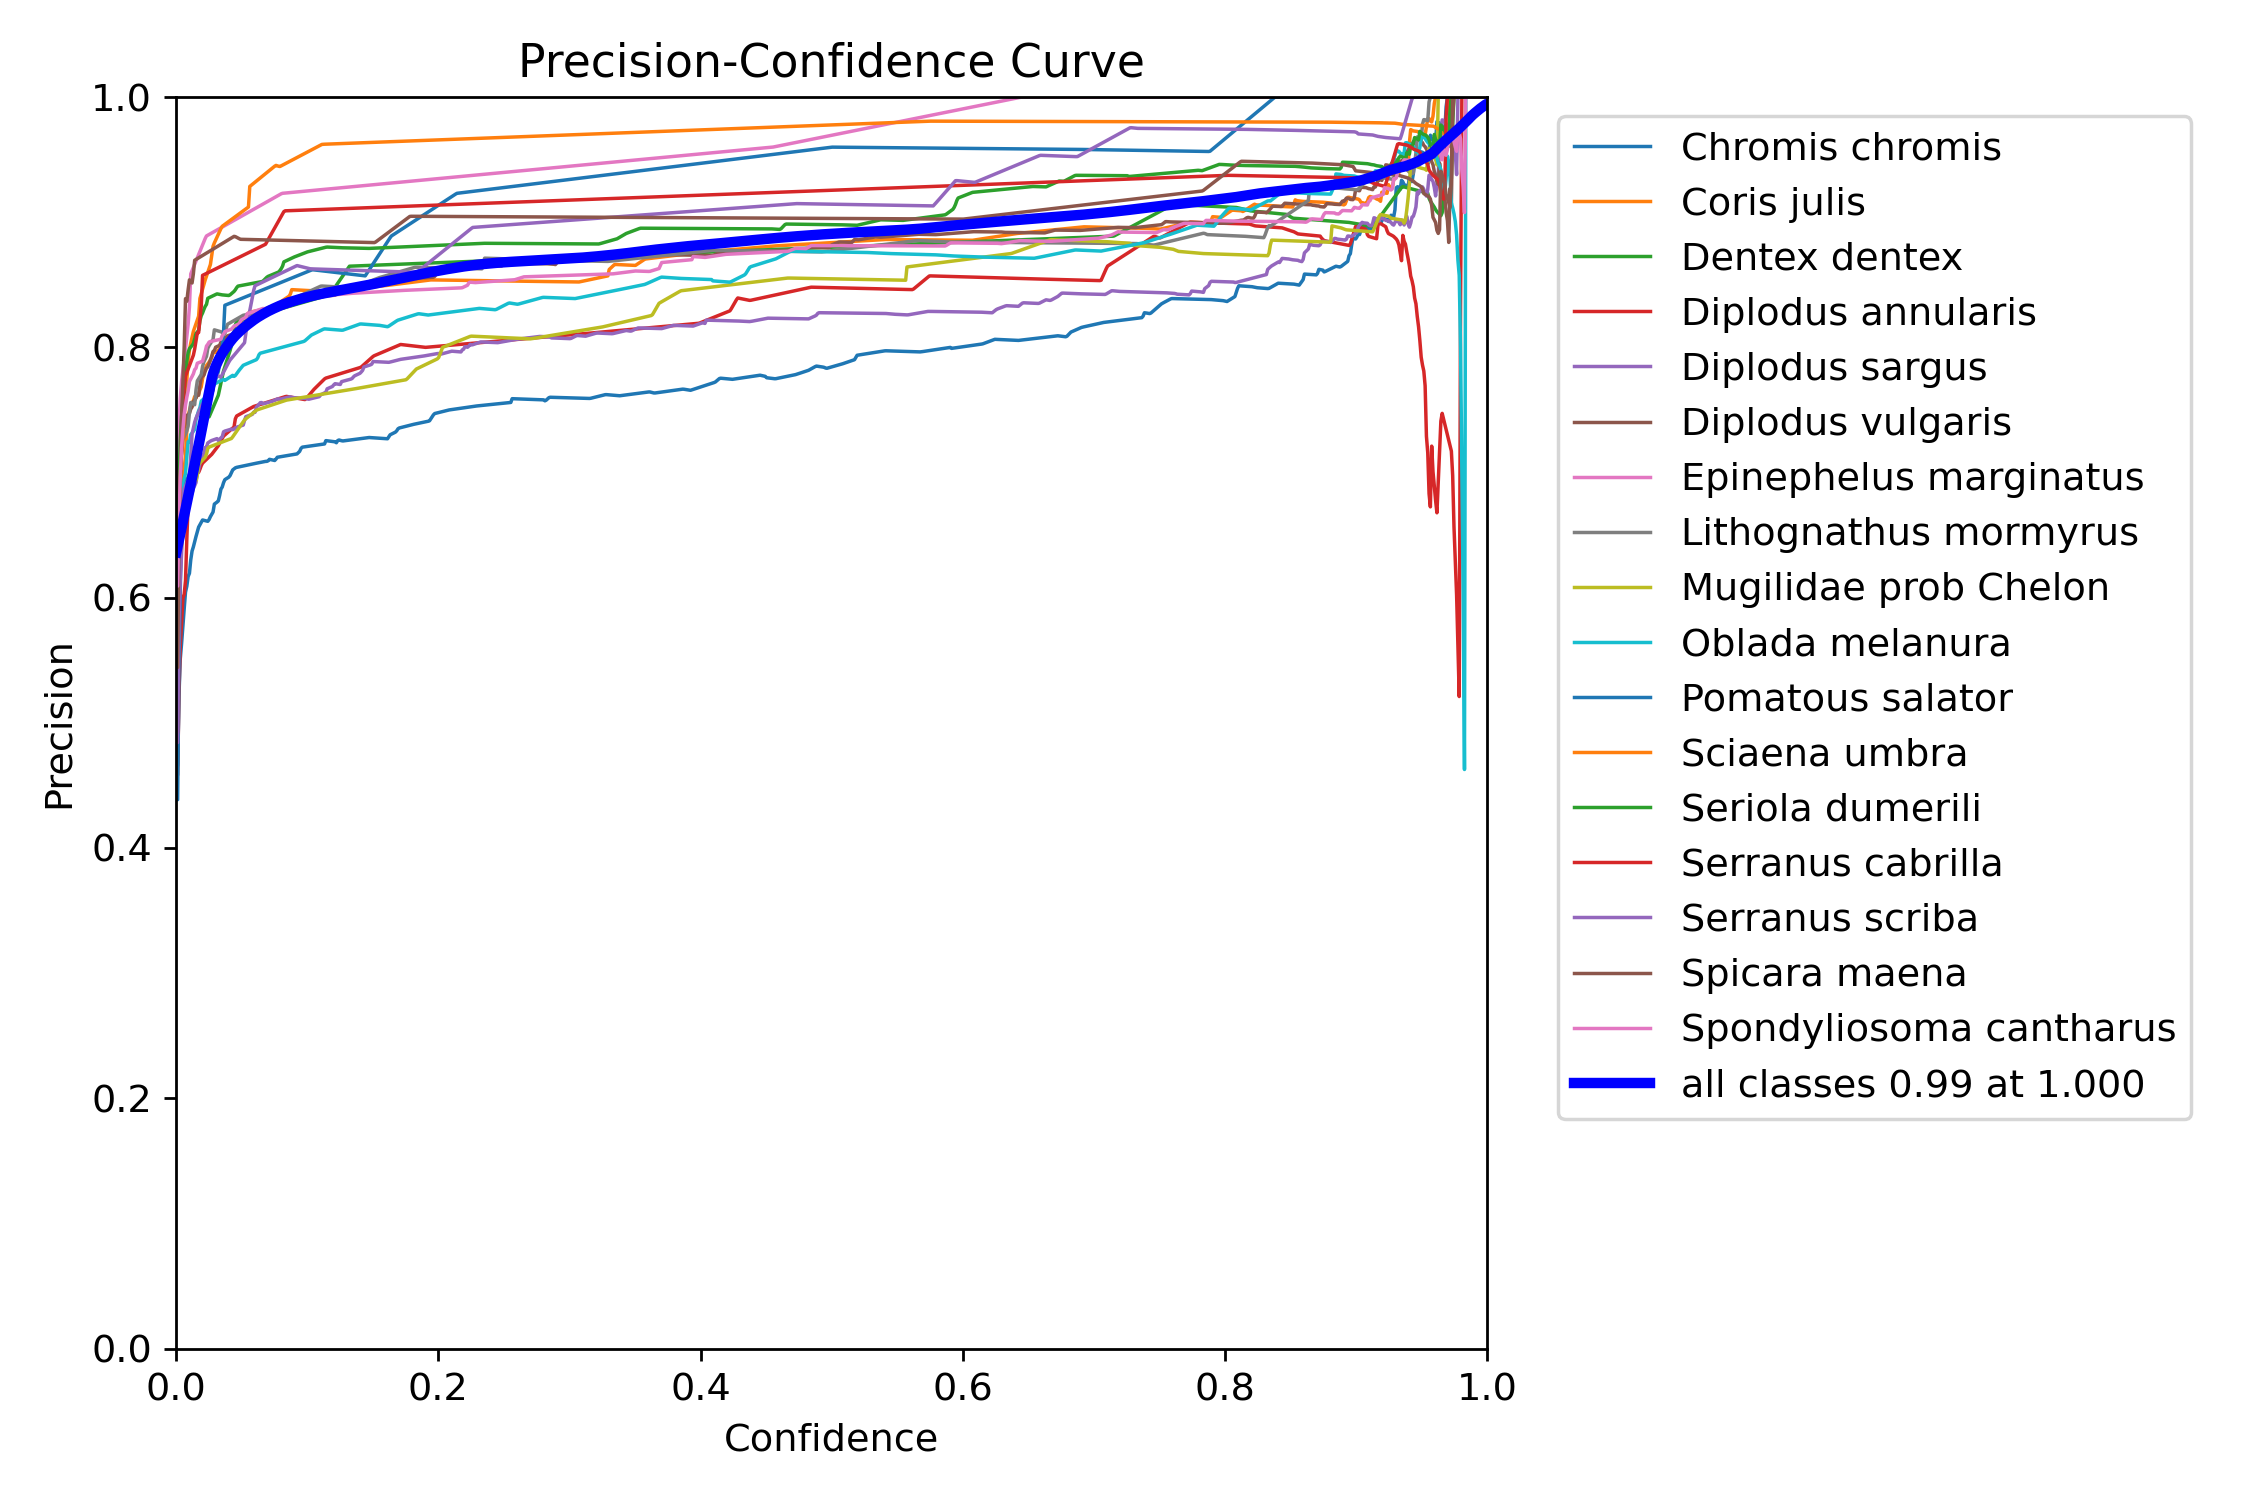 Precision-Confidence Curve
1.0
0.8
0.6
0.4
0.2
0.0
Precision
0.0 0.2 0.4 0.6 0.8 1.0
Confidence
Chromis chromis
Coris julis
Dentex dentex
Diplodus annularis
Diplodus sargus
Diplodus vulgaris
Epinephelus marginatus
Lithognathus mormyrus
Mugilidae prob Chelon
Oblada melanura
Pomatous salator
Sciaena umbra
Seriola dumerili
Serranus cabrilla
Serranus scriba
Spicara maena
Spondyliosoma cantharus
all classes 0.99 at 1.000